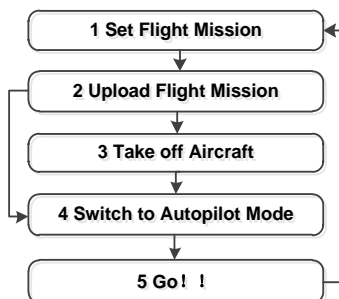 1 Set Flight Mission
2 Upload Flight Mission
3 Take off Aircraft
4 Switch to Autopilot Mode
5 Go！！